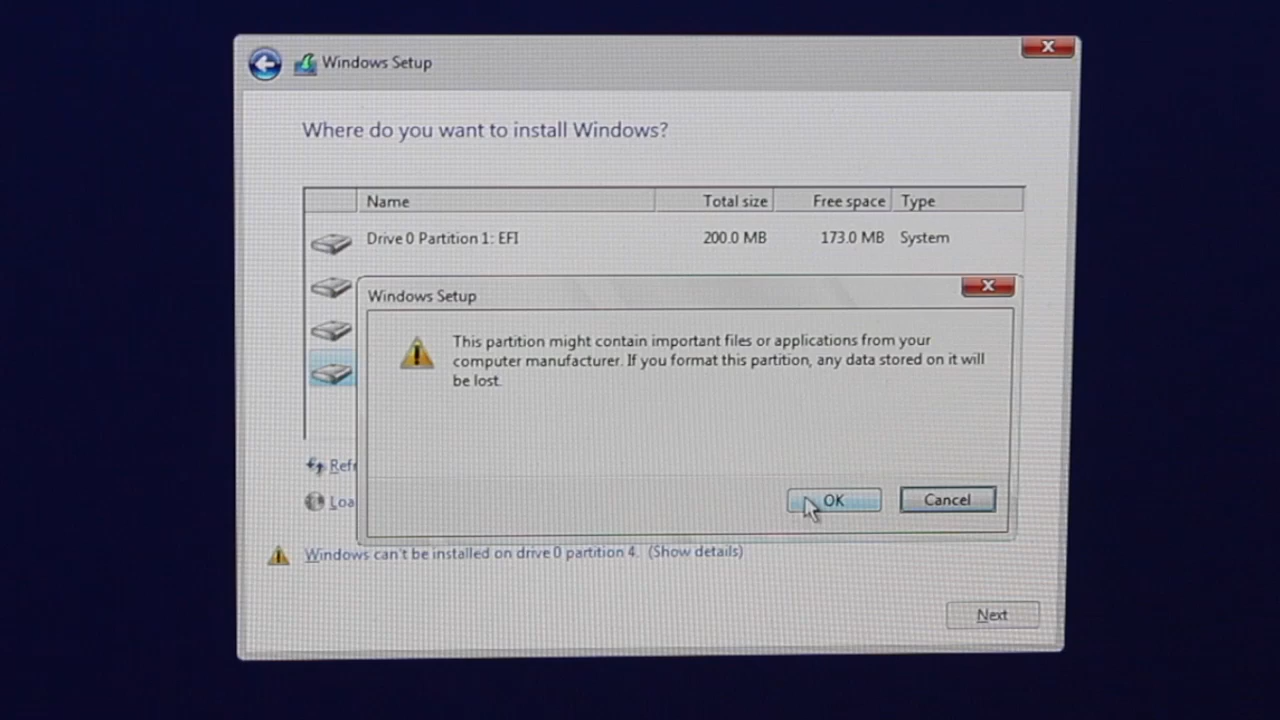 Windows Setup
Where do you want to install Windows?
Name Total size Free space Type
Drive 0 Partition 1: EFI 200.0 MB 173.0 MB System
Windows Setup
This partition might contain important files or applications from your
computer manufacturer. If you format this partition, any data stored on it will
be lost.
OK Cancel
Refr
Loa
Windows can't be installed on drive 0 partition 4. (Show details)
Next